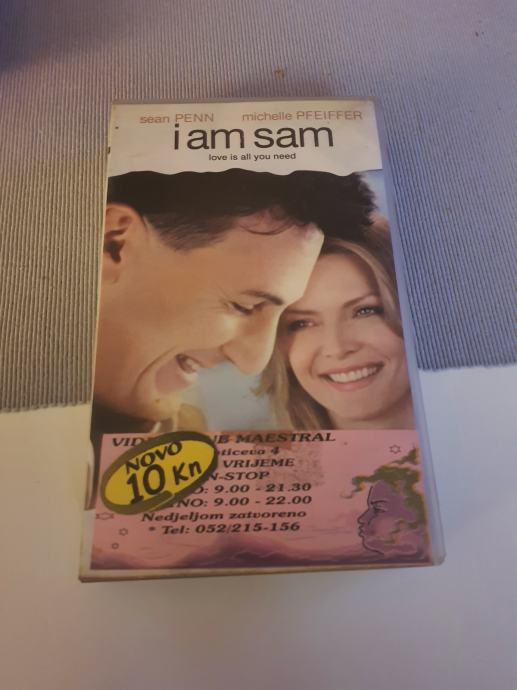 sean PENN michelle PFEIFFER
i am sam
love is all you need
MAESTRAL
4
VRIJEME
NOVO
10 Kn
9.00 - 21.30
9.00 - 22.00
Nedjeljom zatvoreno
* Tel: 052/215-156